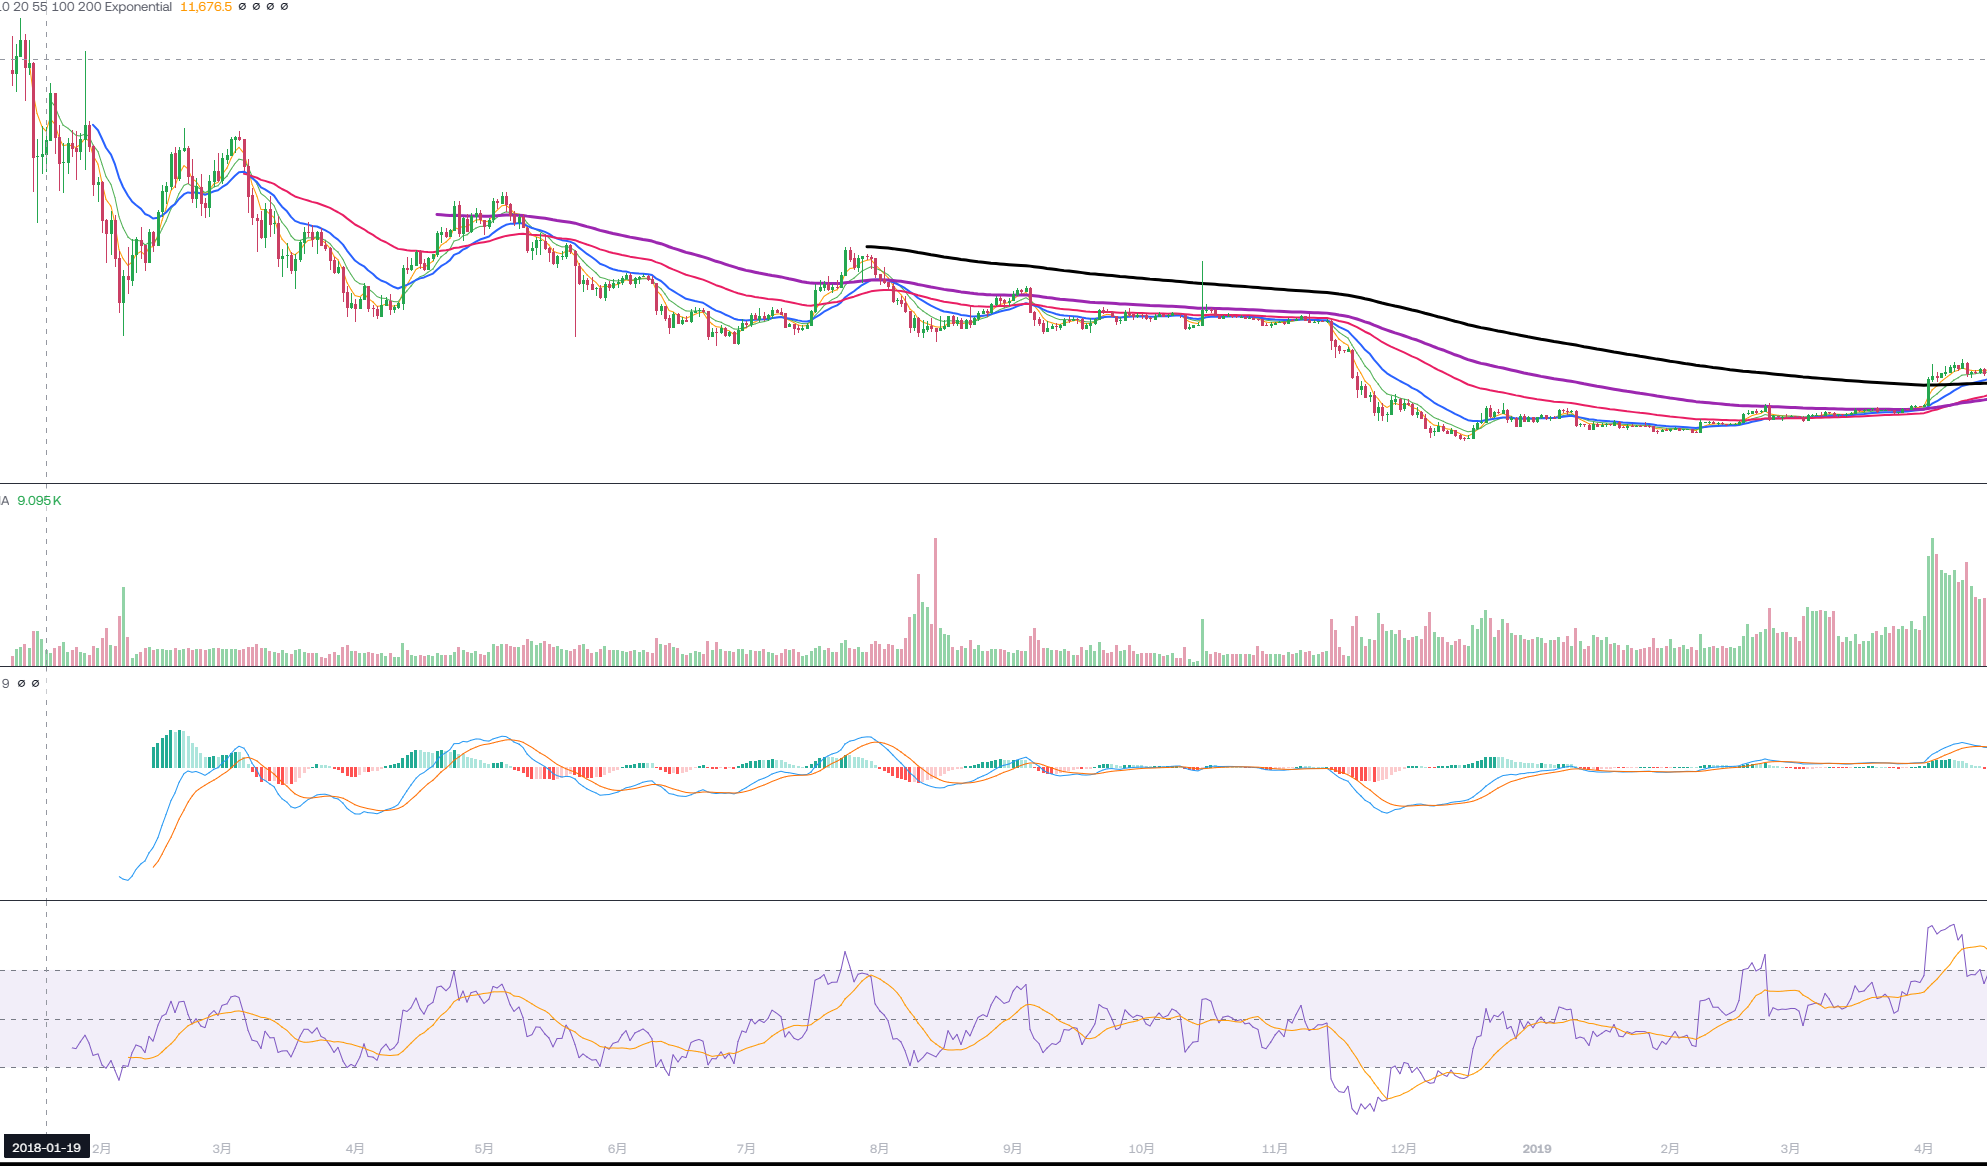 .0 20 55 100 200 Exponential 11,676.5 ∅ ∅ ∅ ∅
IA 9.095K
9 ∅ ∅
2018-01-19 2月 3月 4月 5月 6月 7月 8月 9月 10月 11月 12月 2019 2月 3月 4月